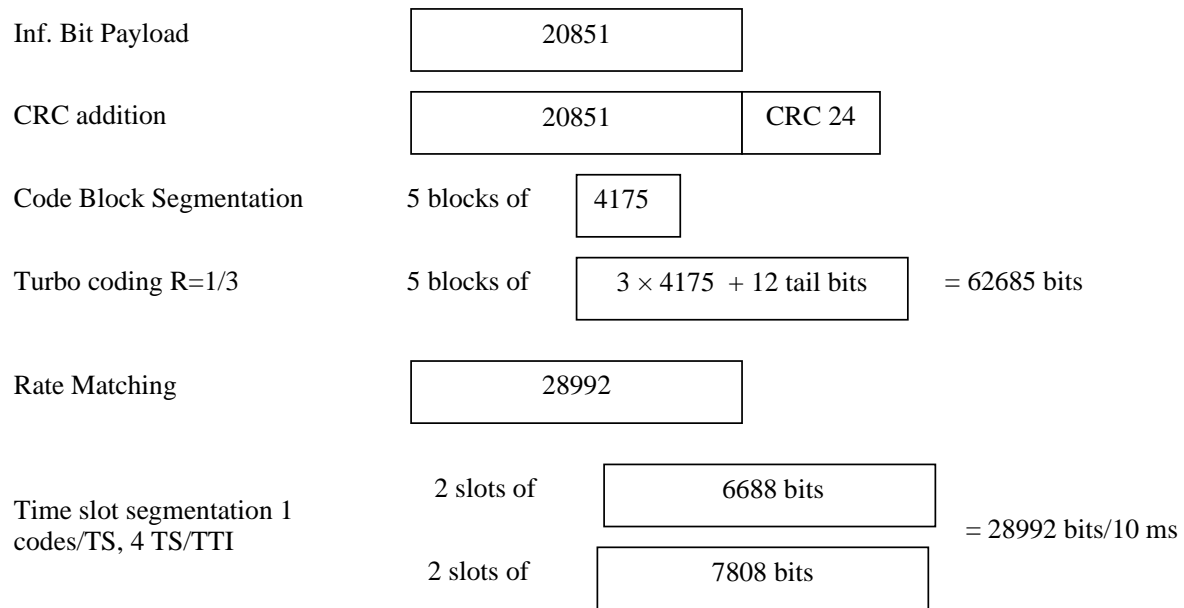 Inf. Bit Payload 20851
CRC addition 20851 CRC 24
Code Block Segmentation 5 blocks of 4175
Turbo coding R=1/3 5 blocks of 3 × 4175 + 12 tail bits = 62685 bits
Rate Matching 28992
2 slots of 6688 bits
Time slot segmentation 1
codes/TS, 4 TS/TTI
= 28992 bits/10 ms
2 slots of 7808 bits